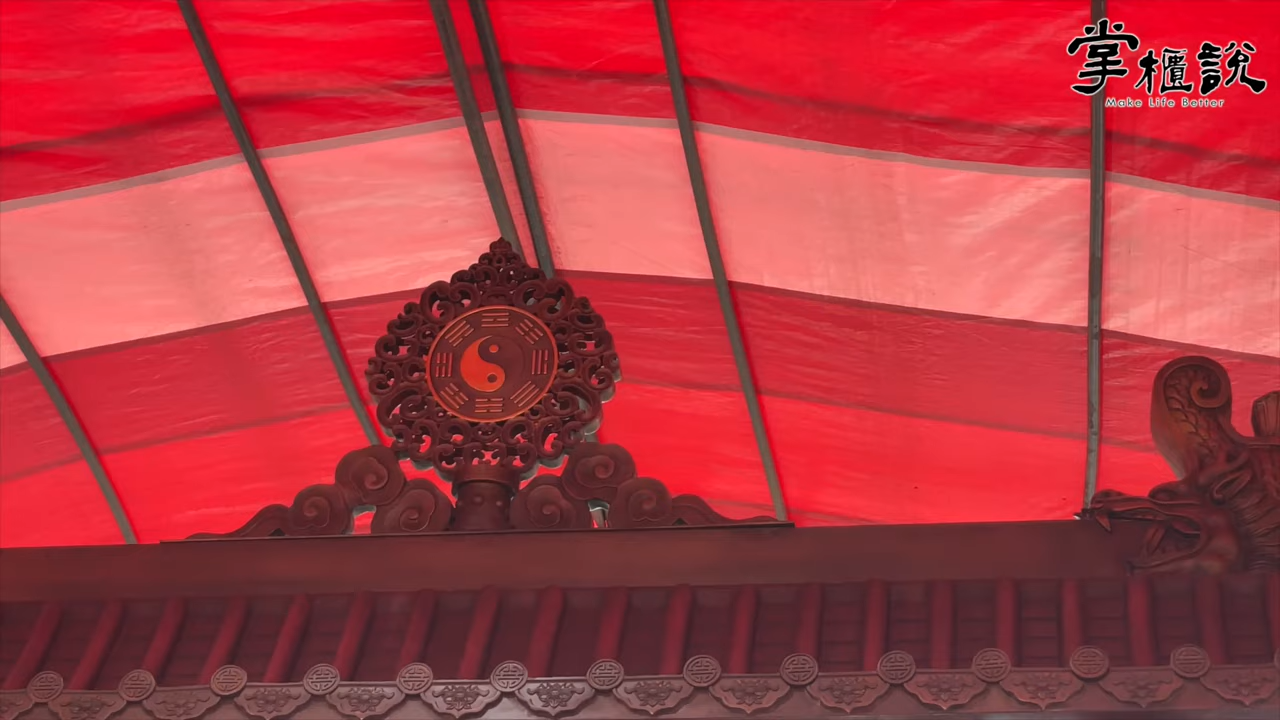 掌櫃說
Make Life Better